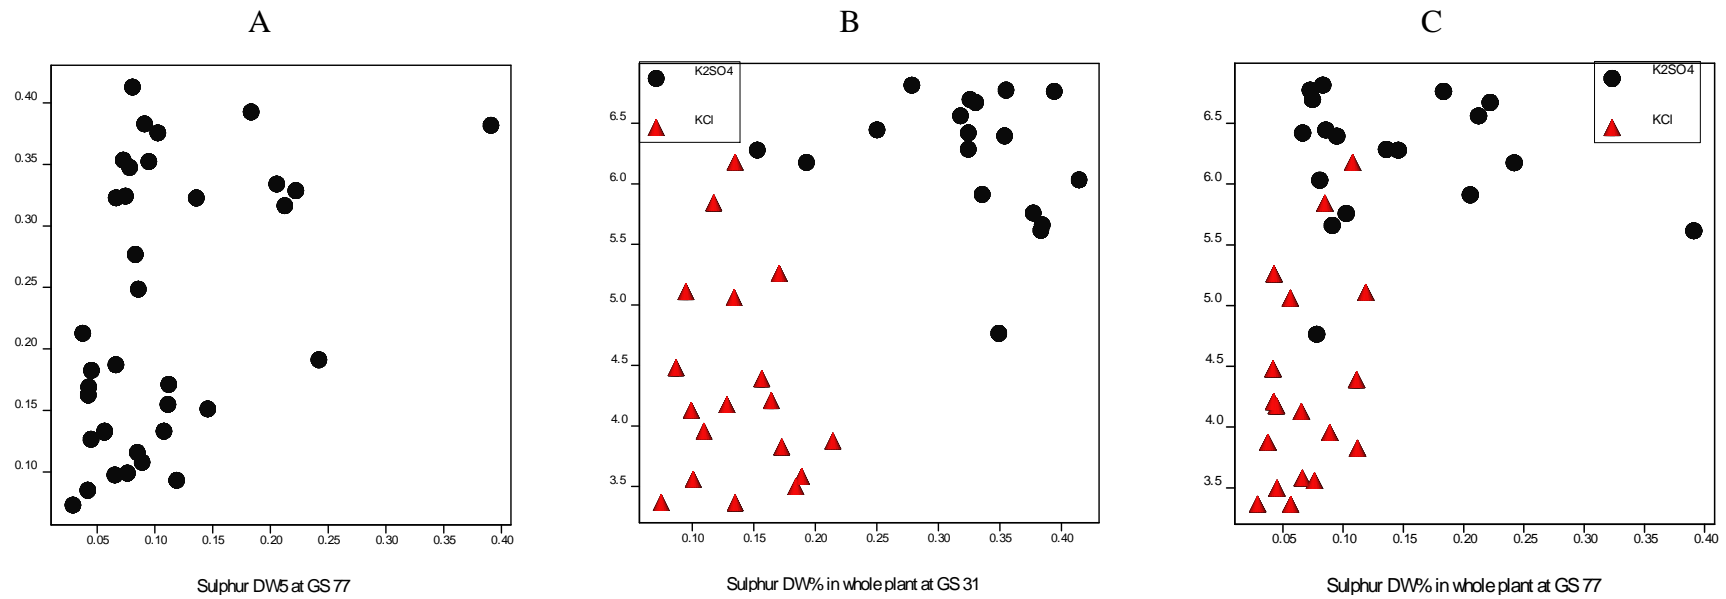 A
B
C
0.40
0.35
0.30
0.25
0.20
0.15
0.10
0.05 0.10 0.15 0.20 0.25 0.30 0.35 0.40
Sulphur DW5 at GS 77
K2SO4
KCl
6.5
6.0
5.5
5.0
4.5
4.0
3.5
0.10 0.15 0.20 0.25 0.30 0.35 0.40
Sulphur DW% in whole plant at GS 31
K2SO4
KCl
6.5
6.0
5.5
5.0
4.5
4.0
3.5
0.05 0.10 0.15 0.20 0.25 0.30 0.35 0.40
Sulphur DW% in whole plant at GS 77